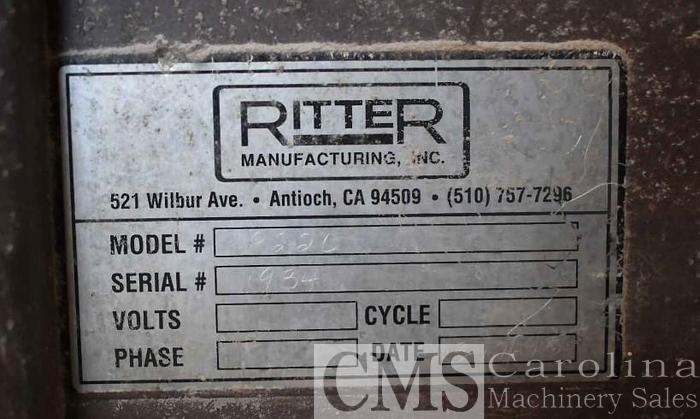 RITTER
MANUFACTURING, INC.
521 Wilbur Ave. • Antioch, CA 94509 • (510) 757-7296
MODEL #
SERIAL # 1934
VOLTS CYCLE
PHASE DATE
CMS Carolina
Machinery Sales